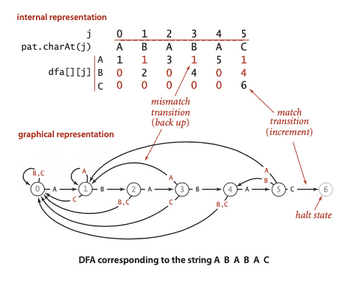 internal representation
j 0 1 2 3 4 5
pat.charAt(j) A B A B A C
A 1 1 3 1 5 1
dfa[][j] B 0 2 0 4 0 4
C 0 0 0 0 0 6
mismatch
transition
(back up)
match
transition
(increment)
graphical representation
B,C A A A
B
0 A 1 B 2 A 3 B 4 A 5 C 6
C B,C C B,C
halt state
DFA corresponding to the string A B A B A C